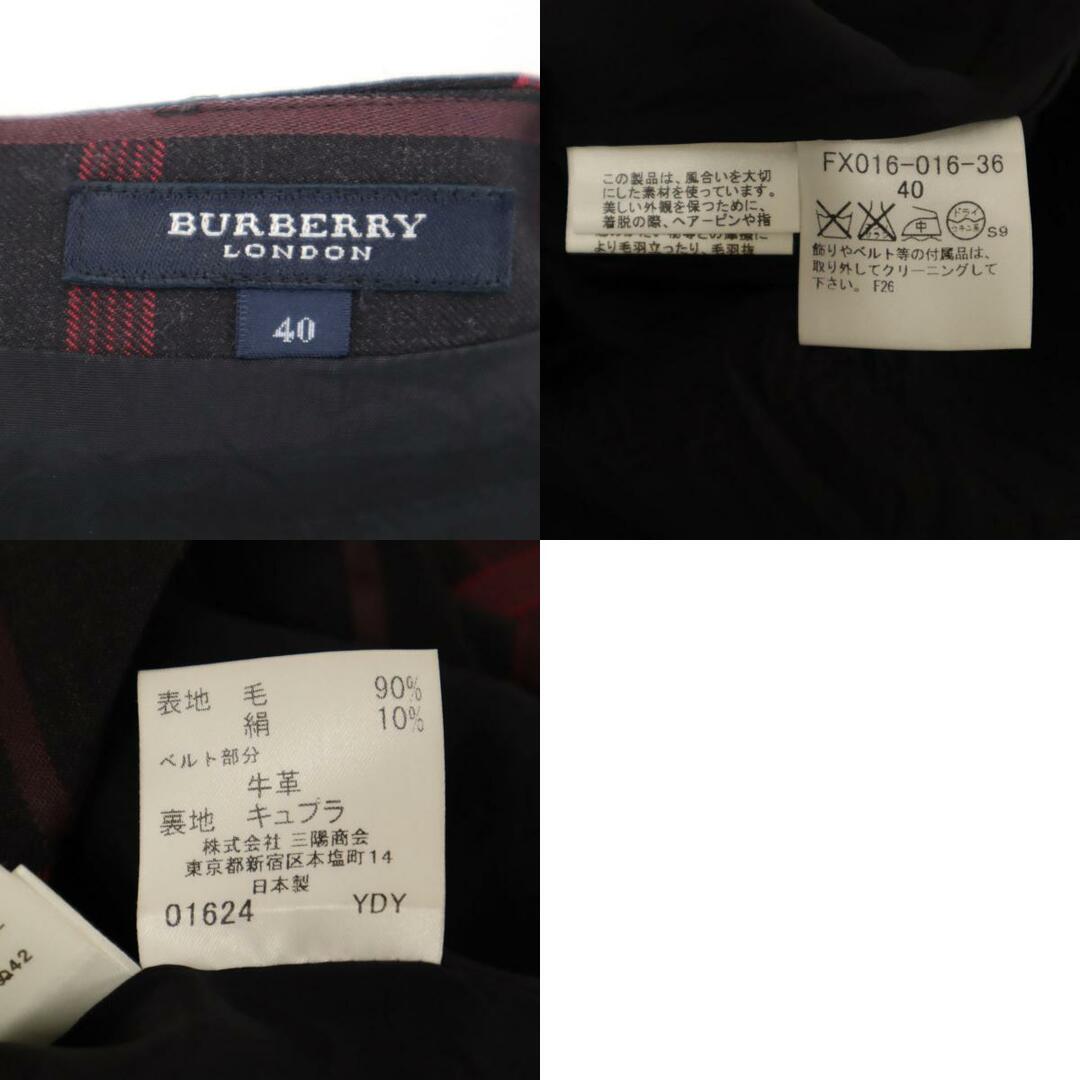 BURBERRY
LONDON
40
この製品は、風合いを大切
にした素材を使っています。
美しい外観を保つために、
着脱の際、ヘアーピンや指
により毛羽立ったり、毛羽抜
FX016-016-36
40
中
ドライ
セキユ系
S9
飾りやベルト等の付属品は、
取り外してクリーニングして
下さい。 F26
表地 毛 90%
絹 10%
ベルト部分
牛革
裏地 キュプラ
株式会社 三陽商会
東京都新宿区本塩町14
日本製
01624 YDY